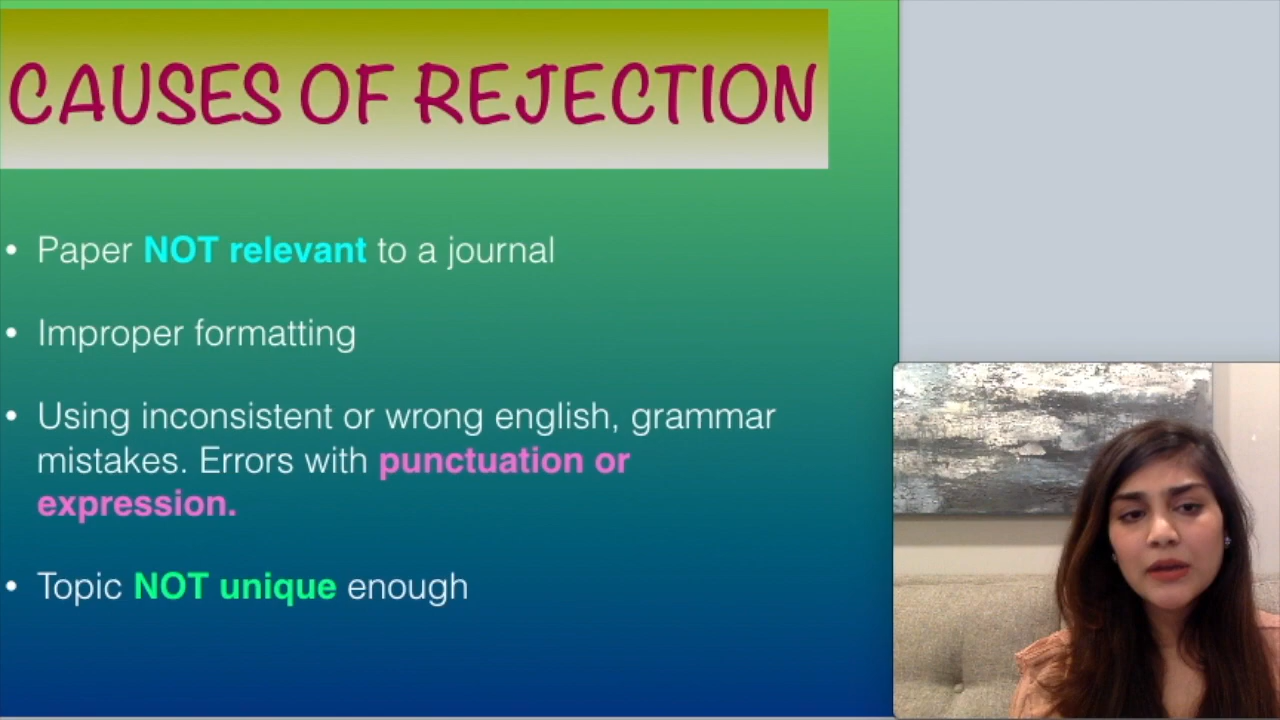 CAUSES OF REJECTION
• Paper NOT relevant to a journal
• Improper formatting
• Using inconsistent or wrong english, grammar
mistakes. Errors with punctuation or
expression.
• Topic NOT unique enough